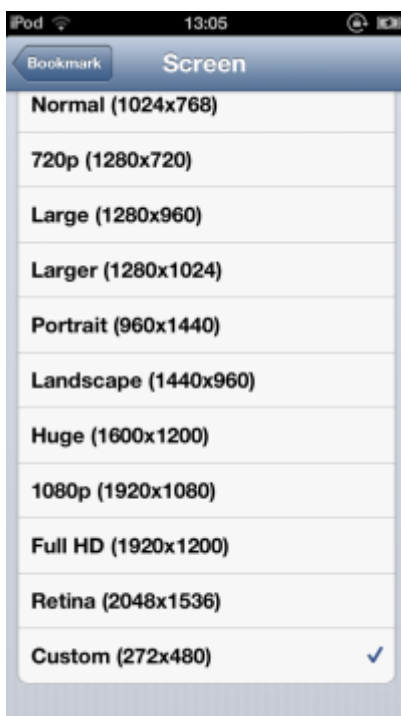 iPod 13:05
Bookmark Screen
Normal (1024x768)
720p (1280x720)
Large (1280x960)
Larger (1280x1024)
Portrait (960x1440)
Landscape (1440x960)
Huge (1600x1200)
1080p (1920x1080)
Full HD (1920x1200)
Retina (2048x1536)
Custom (272x480)